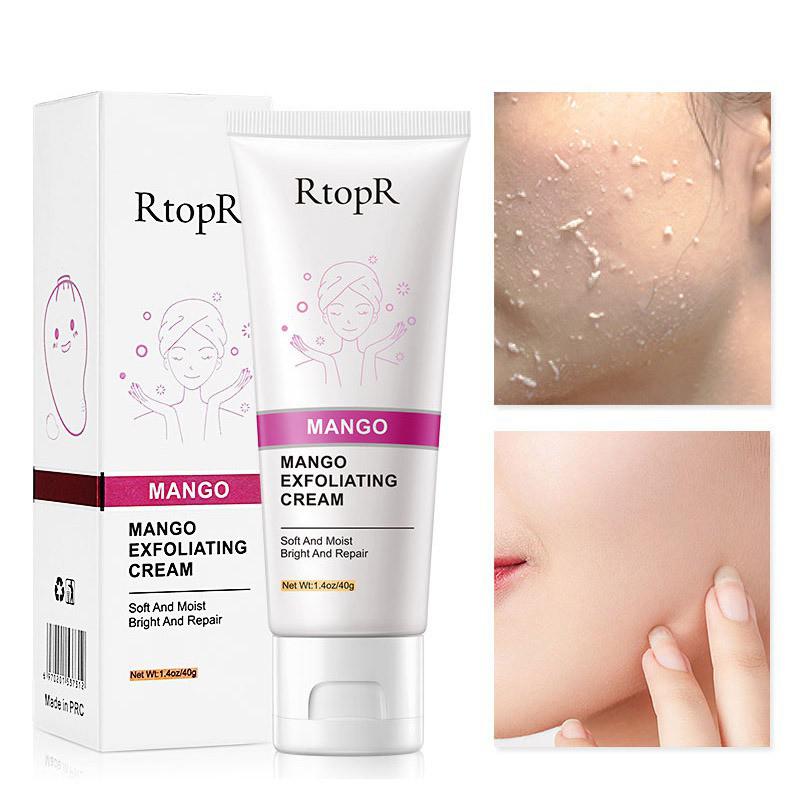 RtopR
MANGO
MANGO
EXFOLIATING
CREAM
Soft And Moist
Bright And Repair
Net Wt:1.4oz/40g
Made in PRC
RtopR
MANGO
MANGO
EXFOLIATING
CREAM
Soft And Moist
Bright And Repair
Net Wt:1.4oz/40g